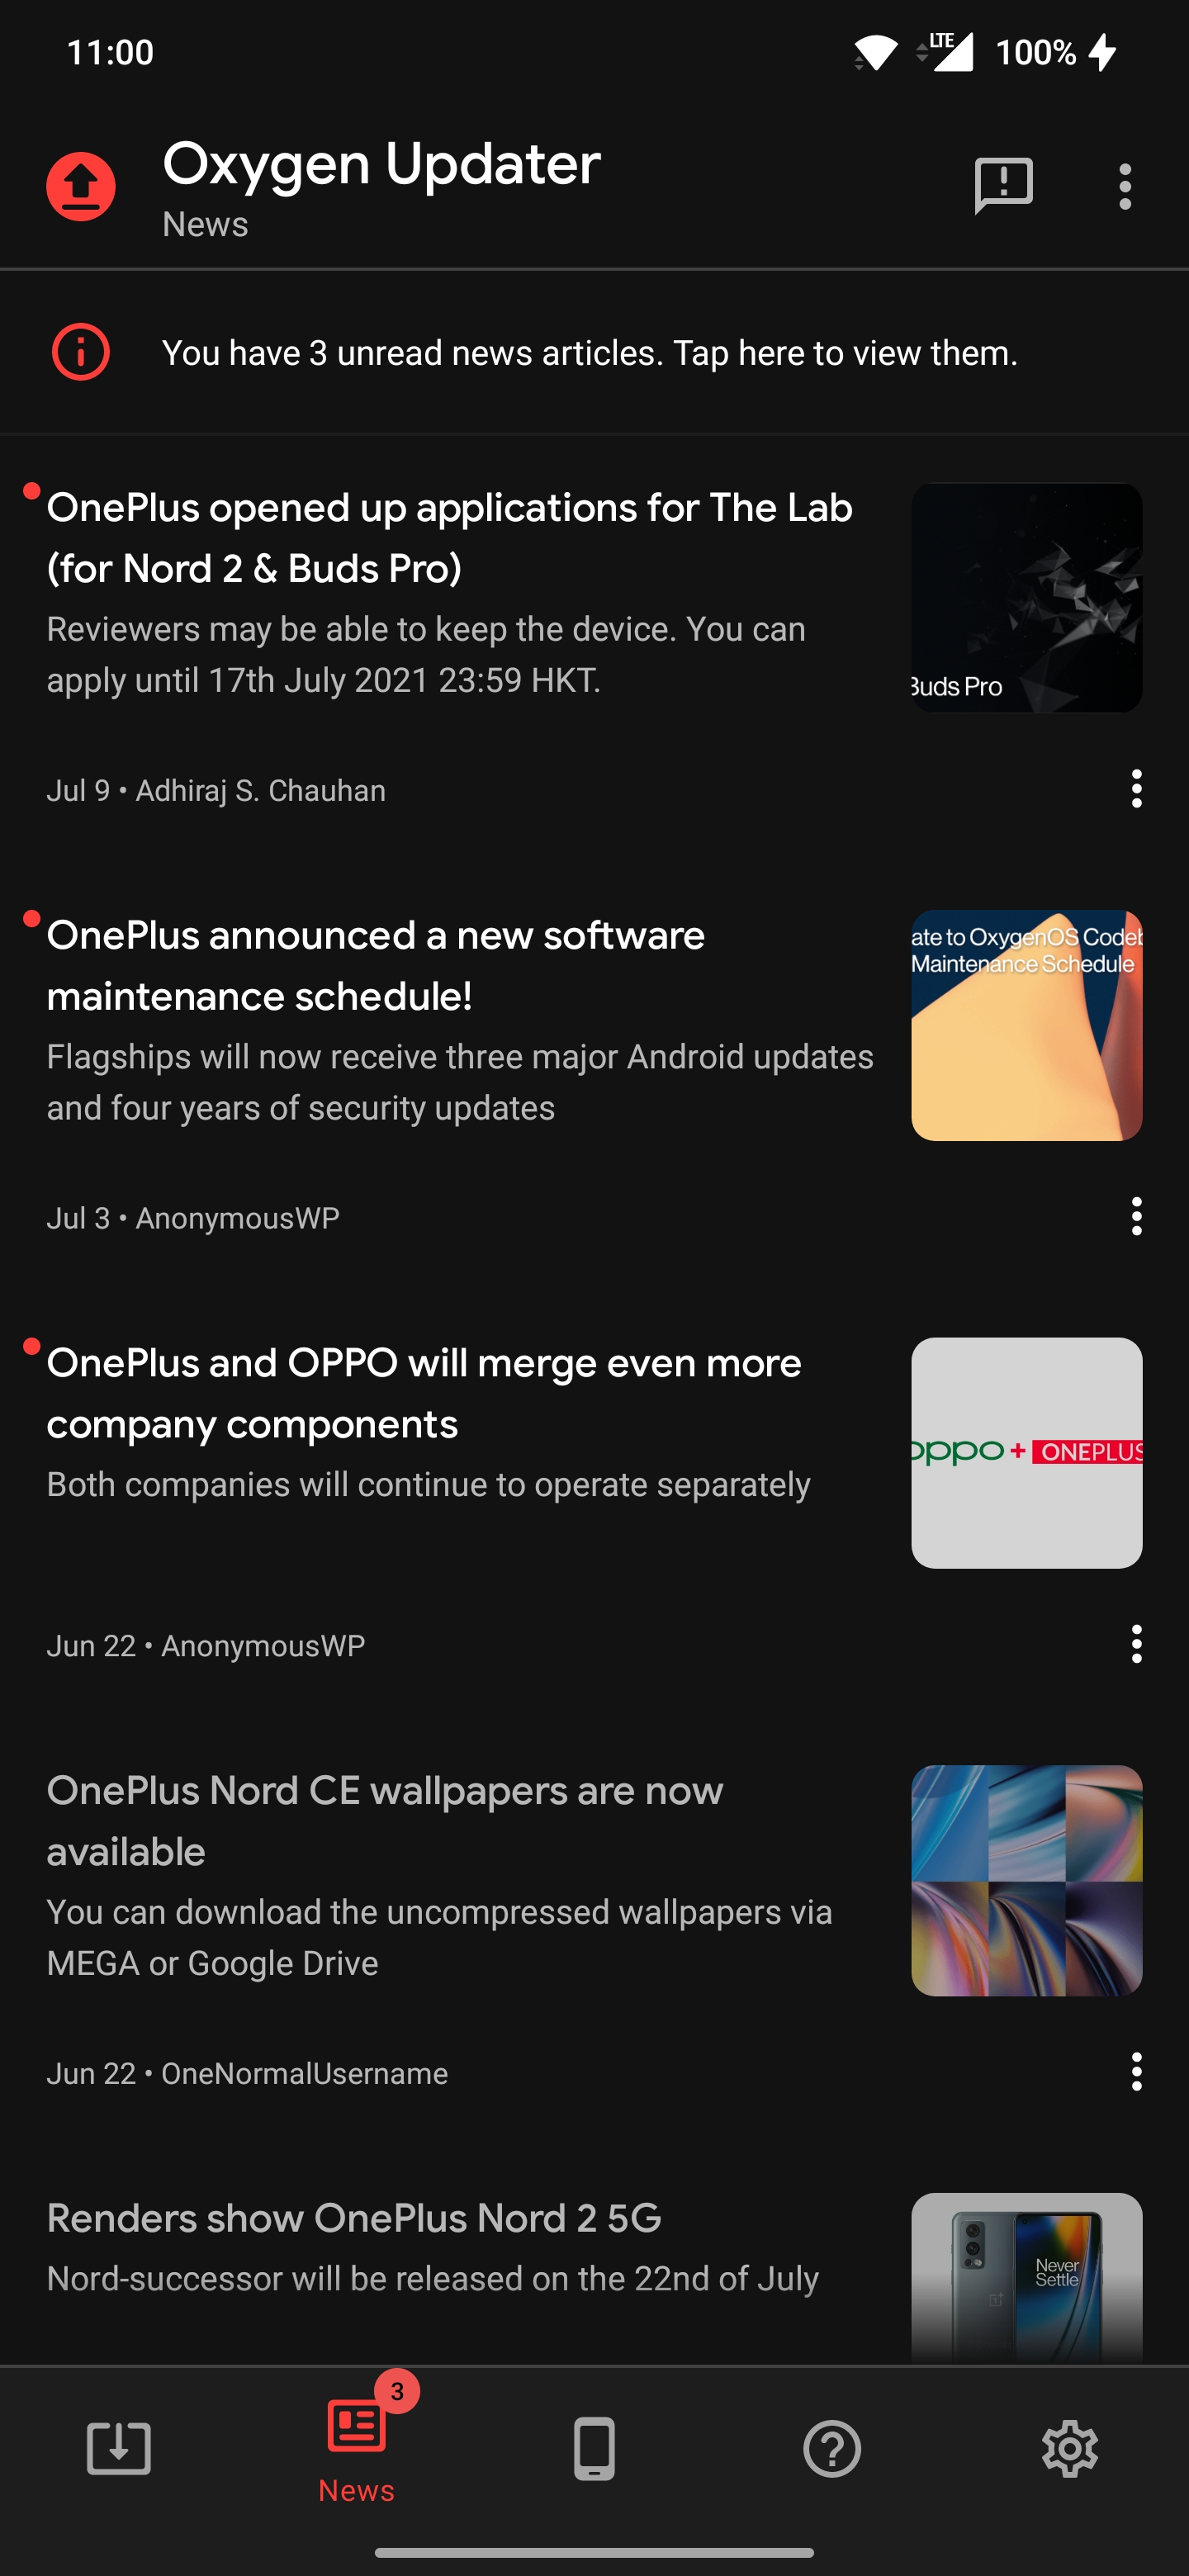 11:00
LTE
100%
Oxygen Updater
News
You have 3 unread news articles. Tap here to view them.
OnePlus opened up applications for The Lab
(for Nord 2 & Buds Pro)
Reviewers may be able to keep the device. You can
apply until 17th July 2021 23:59 HKT.
Buds Pro
Jul 9 • Adhiraj S. Chauhan
OnePlus announced a new software
maintenance schedule!
Flagships will now receive three major Android updates
and four years of security updates
ate to OxygenOS Codeb
Maintenance Schedule
Jul 3 • AnonymousWP
OnePlus and OPPO will merge even more
company components
Both companies will continue to operate separately
oppo + ONEPLUS
Jun 22 • AnonymousWP
OnePlus Nord CE wallpapers are now
available
You can download the uncompressed wallpapers via
MEGA or Google Drive
Jun 22 • OneNormalUsername
Renders show OnePlus Nord 2 5G
Nord-successor will be released on the 22nd of July
Never
Settle
3
News